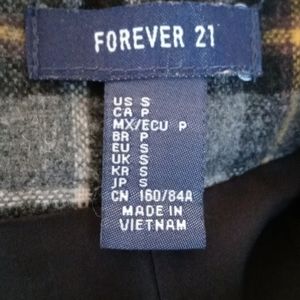 FOREVER 21
US S
CA P
MX/ECU P
BR P
EU S
UK S
KR S
JP S
CN 160/84A
MADE IN
VIETNAM